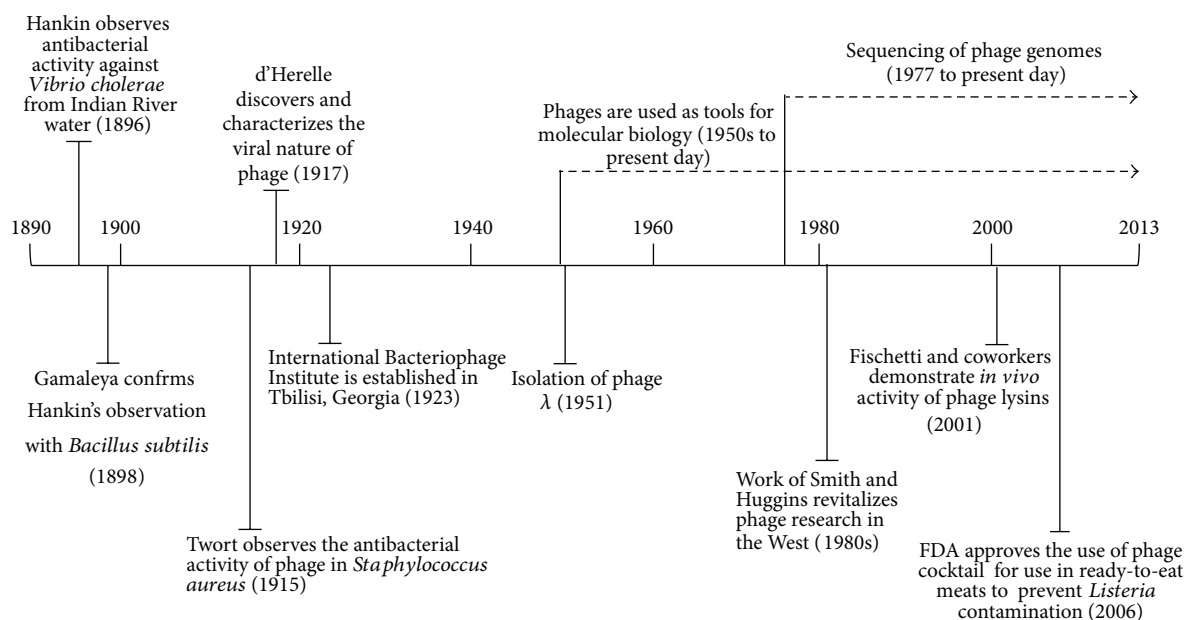 Hankin observes
antibacterial
activity against
Vibrio cholerae
from Indian River
water (1896)
d'Herelle
discovers and
characterizes the
viral nature of
phage (1917)
Phages are used as tools for
molecular biology (1950s to
present day)
Sequencing of phage genomes
(1977 to present day)
1890
1900
1920
1940
1960
1980
2000
2013
Gamaleya confrms
Hankin's observation
with Bacillus subtilis
(1898)
Twort observes the antibacterial
activity of phage in Staphylococcus
aureus (1915)
International Bacteriophage
Institute is established in
Tbilisi, Georgia (1923)
Isolation of phage
λ (1951)
Work of Smith and
Huggins revitalizes
phage research in
the West (1980s)
Fischetti and coworkers
demonstrate in vivo
activity of phage lysins
(2001)
FDA approves the use of phage
cocktail for use in ready-to-eat
meats to prevent Listeria
contamination (2006)